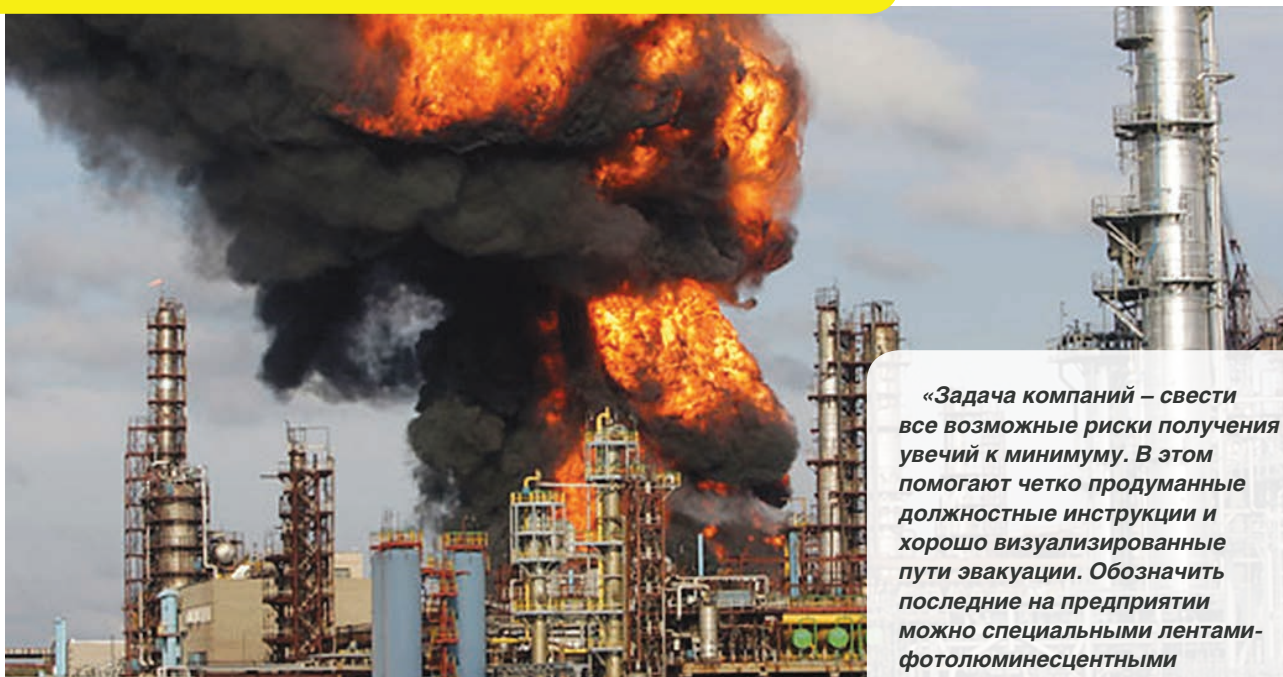 «Задача компаний – свести
все возможные риски получения
увечий к минимуму. В этом
помогают четко продуманные
должностные инструкции и
хорошо визуализированные
пути эвакуации. Обозначить
последние на предприятии
можно специальными лентами-
фотолюминесцентными